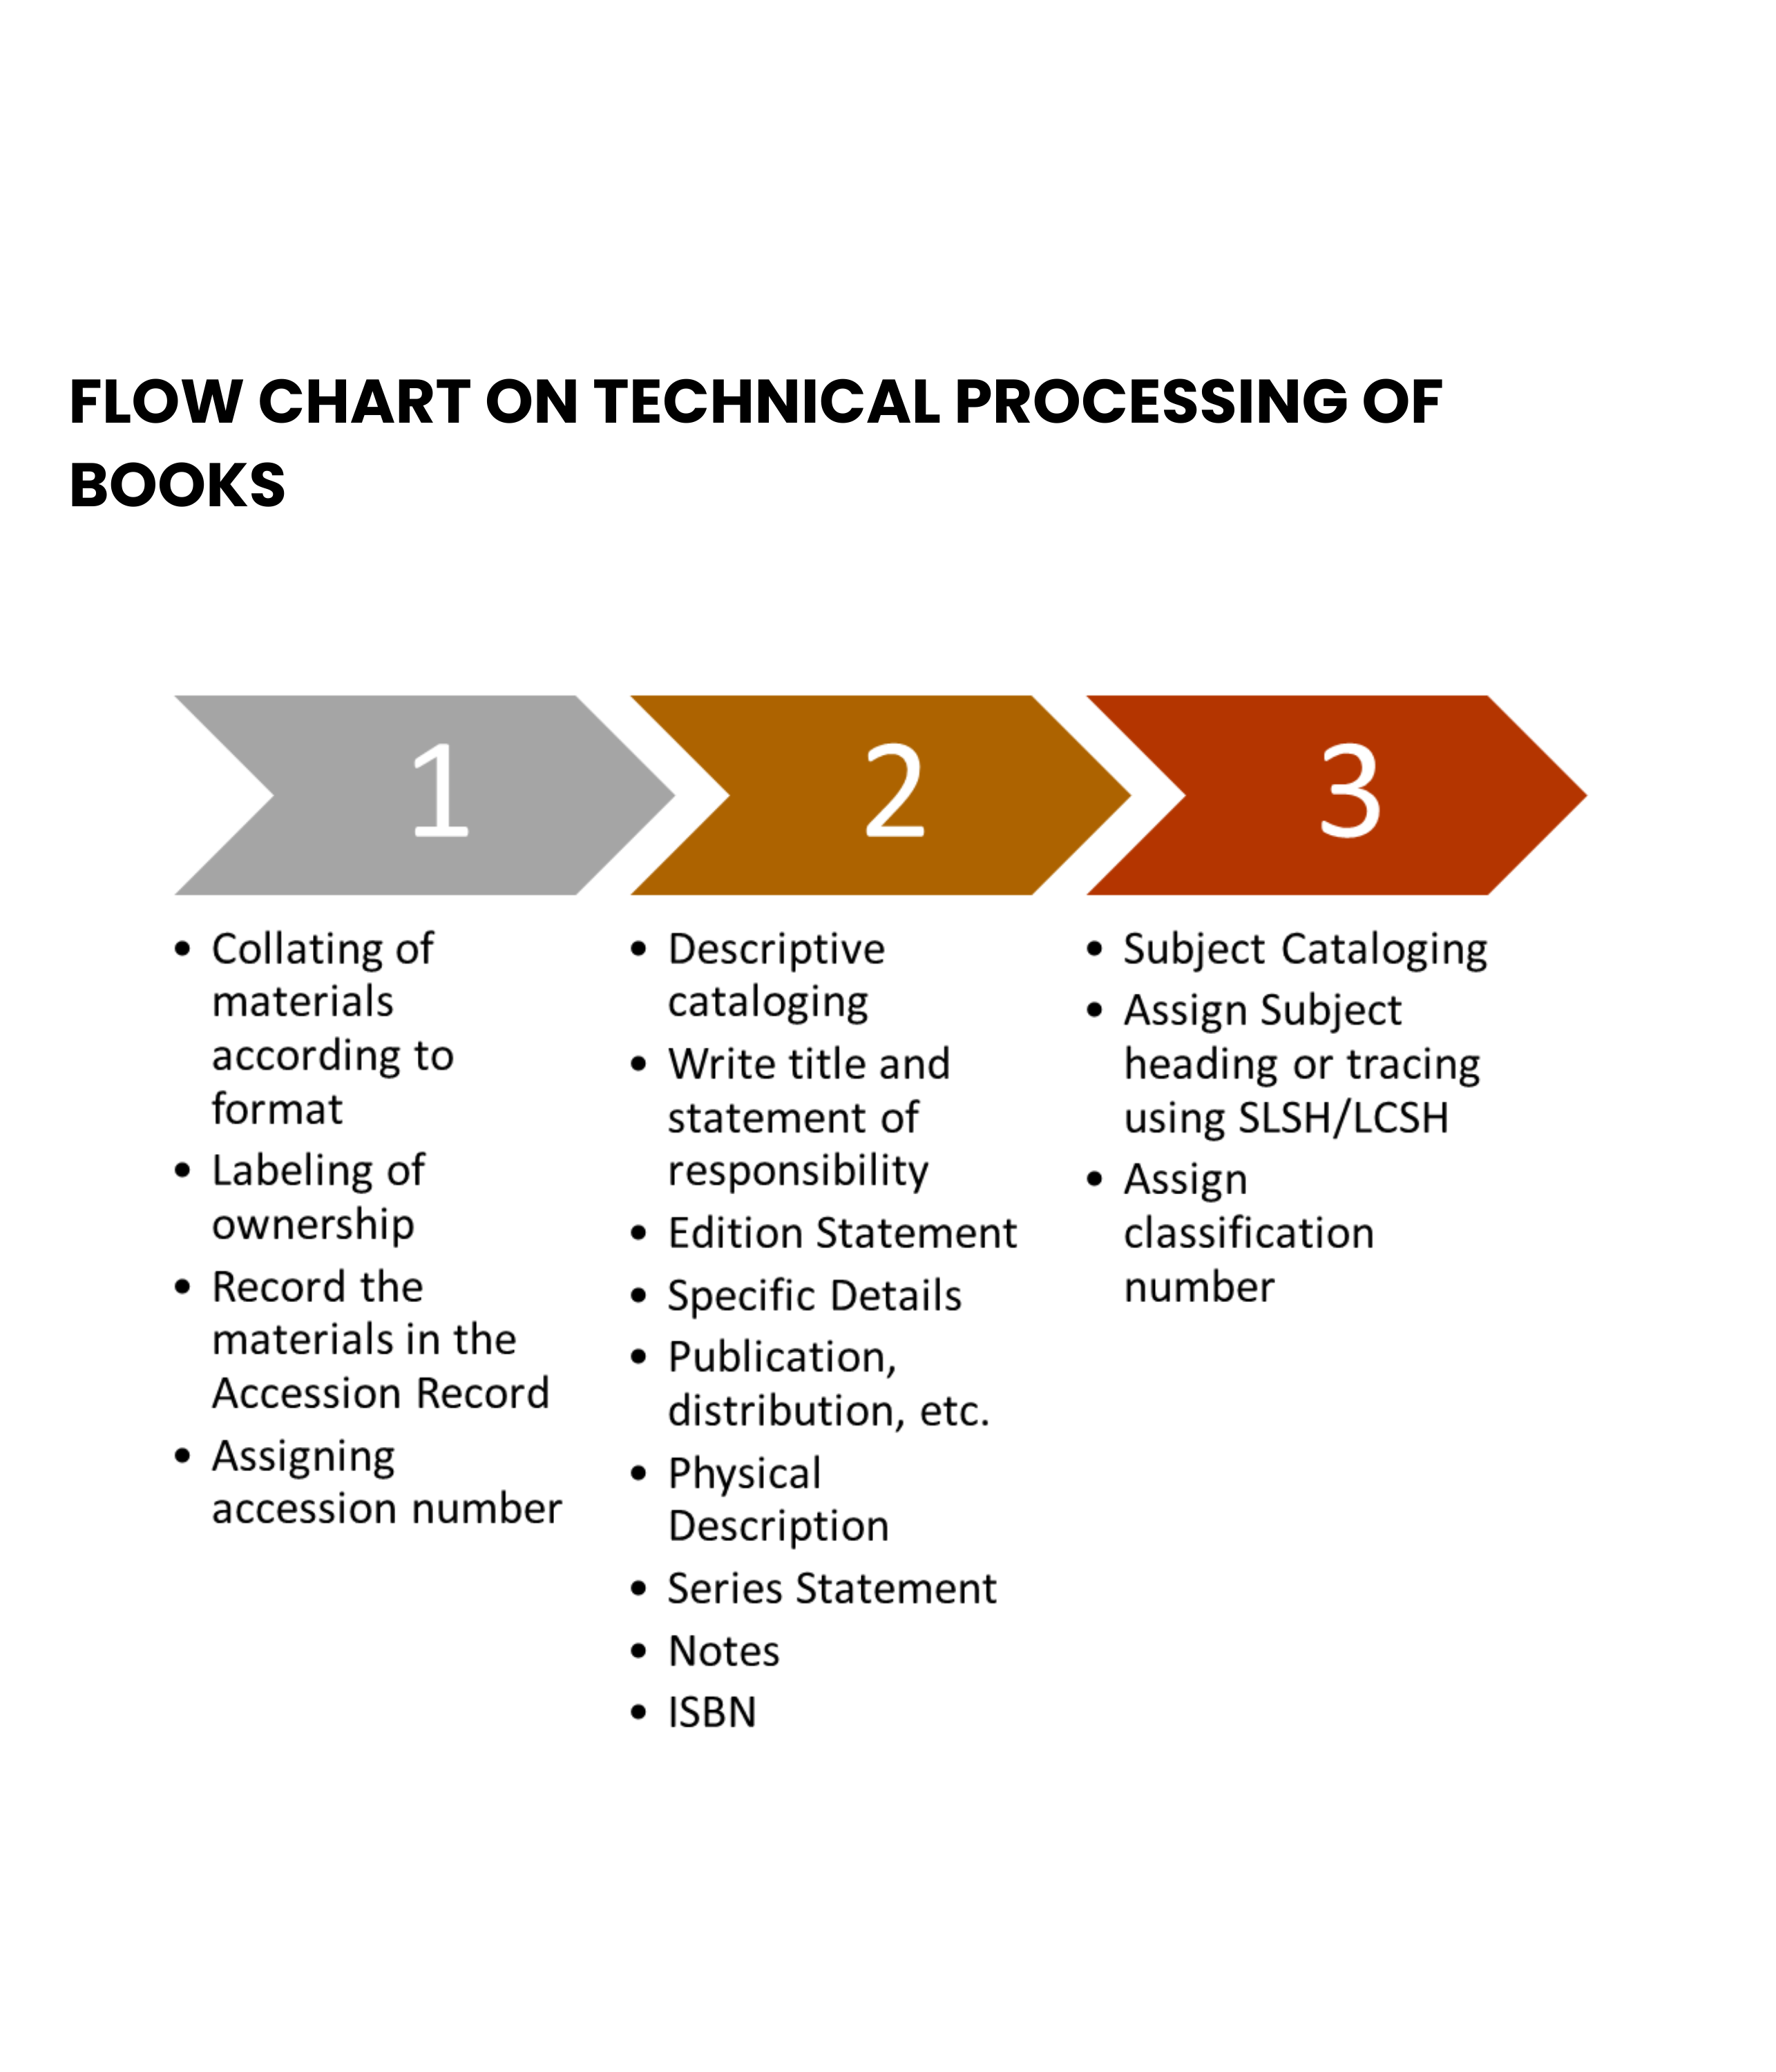 FLOW CHART ON TECHNICAL PROCESSING OF
BOOKS
1
• Collating of
materials
according to
format
• Labeling of
ownership
• Record the
materials in the
Accession Record
• Assigning
accession number
2
• Descriptive
cataloging
• Write title and
statement of
responsibility
• Edition Statement
• Specific Details
• Publication,
distribution, etc.
• Physical
Description
• Series Statement
• Notes
• ISBN
3
• Subject Cataloging
• Assign Subject
heading or tracing
using SLSH/LCSH
• Assign
classification
number